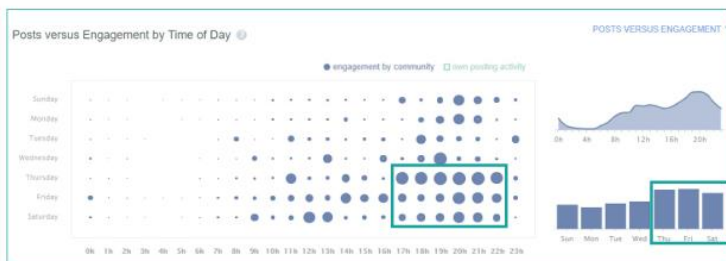 Posts versus Engagement by Time of Day
POSTS VERSUS ENGAGEMENT
engagement by community own posting activity
Sunday
Monday
Tuesday
Wednesday
Thursday
Friday
Saturday
0h 1h 2h 3h 4h 5h 6h 7h 8h 9h 10h 11h 12h 13h 14h 15h 16h 17h 18h 19h 20h 21h 22h 23h
0h 4h 8h 12h 16h 20h
Sun Mon Tue Wed Thu Fri Sat